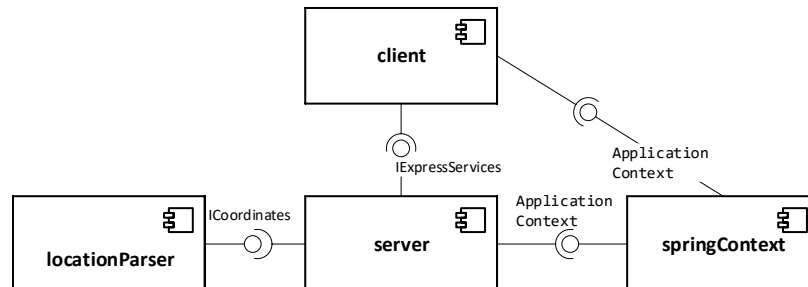 client
IExpressServices
Application
Context
ICoordinates
Application
Context
locationParser
server
springContext